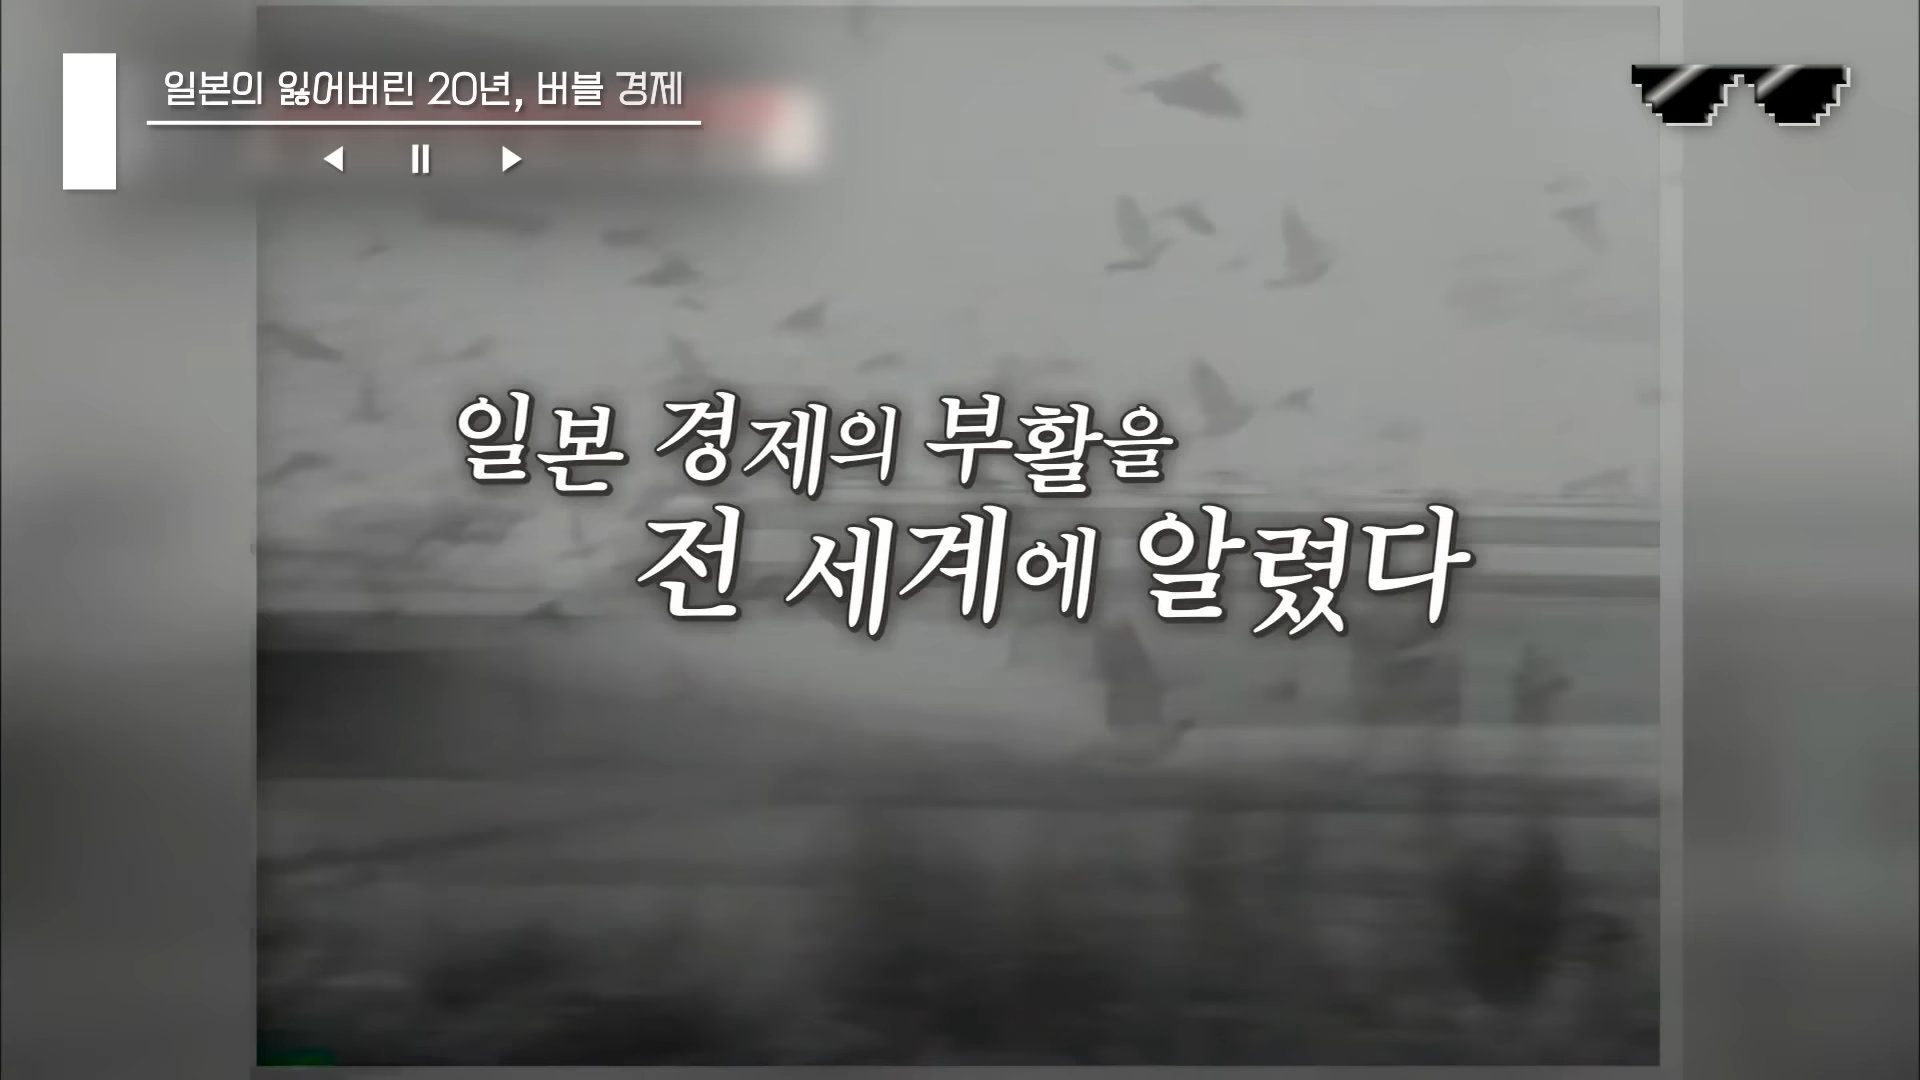 일본의 잃어버린 20년, 버블 경제
일본 경제의 부활을
전 세계에 알렸다